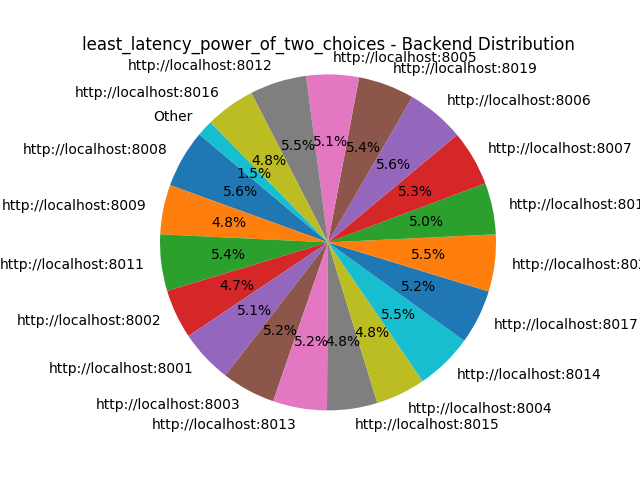 least_latency_power_of_two_choices - Backend Distribution
http://localhost:8005
http://localhost:8012
http://localhost:8019
http://localhost:8016
http://localhost:8006
Other
http://localhost:8008
http://localhost:8007
http://localhost:8009
http://localhost:8011
http://localhost:8002
http://localhost:8017
http://localhost:8001
http://localhost:8014
http://localhost:8003
http://localhost:8004
http://localhost:8013
http://localhost:8015
5.1%
5.5%
5.4%
4.8%
5.6%
1.5%
5.6%
5.3%
4.8%
5.0%
5.4%
5.5%
4.7%
5.2%
5.1%
5.5%
5.2%
4.8%
5.2%
4.8%